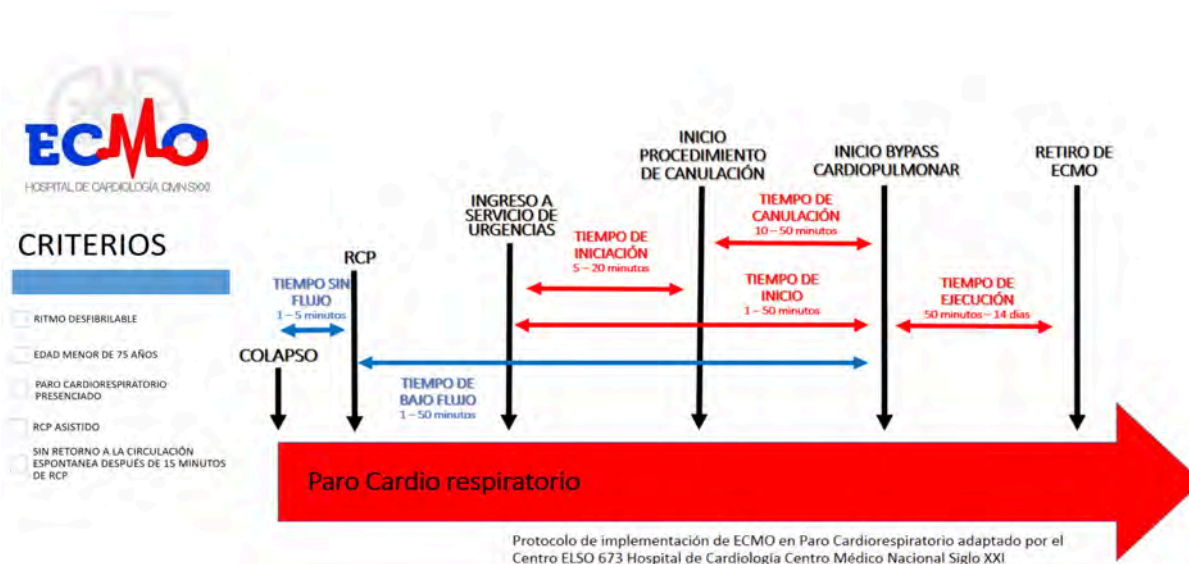 ECMO
HOSPITAL DE CARDIOLOGÍA CMN-SXXI
CRITERIOS
RITMO DESFIBRILABLE
EDAD MENOR DE 75 AÑOS
PARO CARDIORESPIRATORIO
PRESENCIADO
RCP ASISTIDO
SIN RETORNO A LA CIRCULACIÓN
ESPONTANEA DESPUÉS DE 15 MINUTOS
DE RCP
COLAPSO
TIEMPO SIN
FLUJO
1 – 5 minutos
RCP
TIEMPO DE
BAJO FLUJO
1 – 50 minutos
INGRESO A
SERVICIO DE
URGENCIAS
TIEMPO DE
INICIACIÓN
5 – 20 minutos
INICIO
PROCEDIMIENTO
DE CANULACIÓN
TIEMPO DE
CANULACIÓN
10 – 50 minutos
TIEMPO DE
INICIO
1 – 50 minutos
INICIO BYPASS
CARDIOPULMONAR
TIEMPO DE
EJECUCIÓN
50 minutos – 14 dias
RETIRO DE
ECMO
Paro Cardio respiratorio
Protocolo de implementación de ECMO en Paro Cardiorespiratorio adaptado por el
Centro ELSO 673 Hospital de Cardiología Centro Médico Nacional Siglo XXI